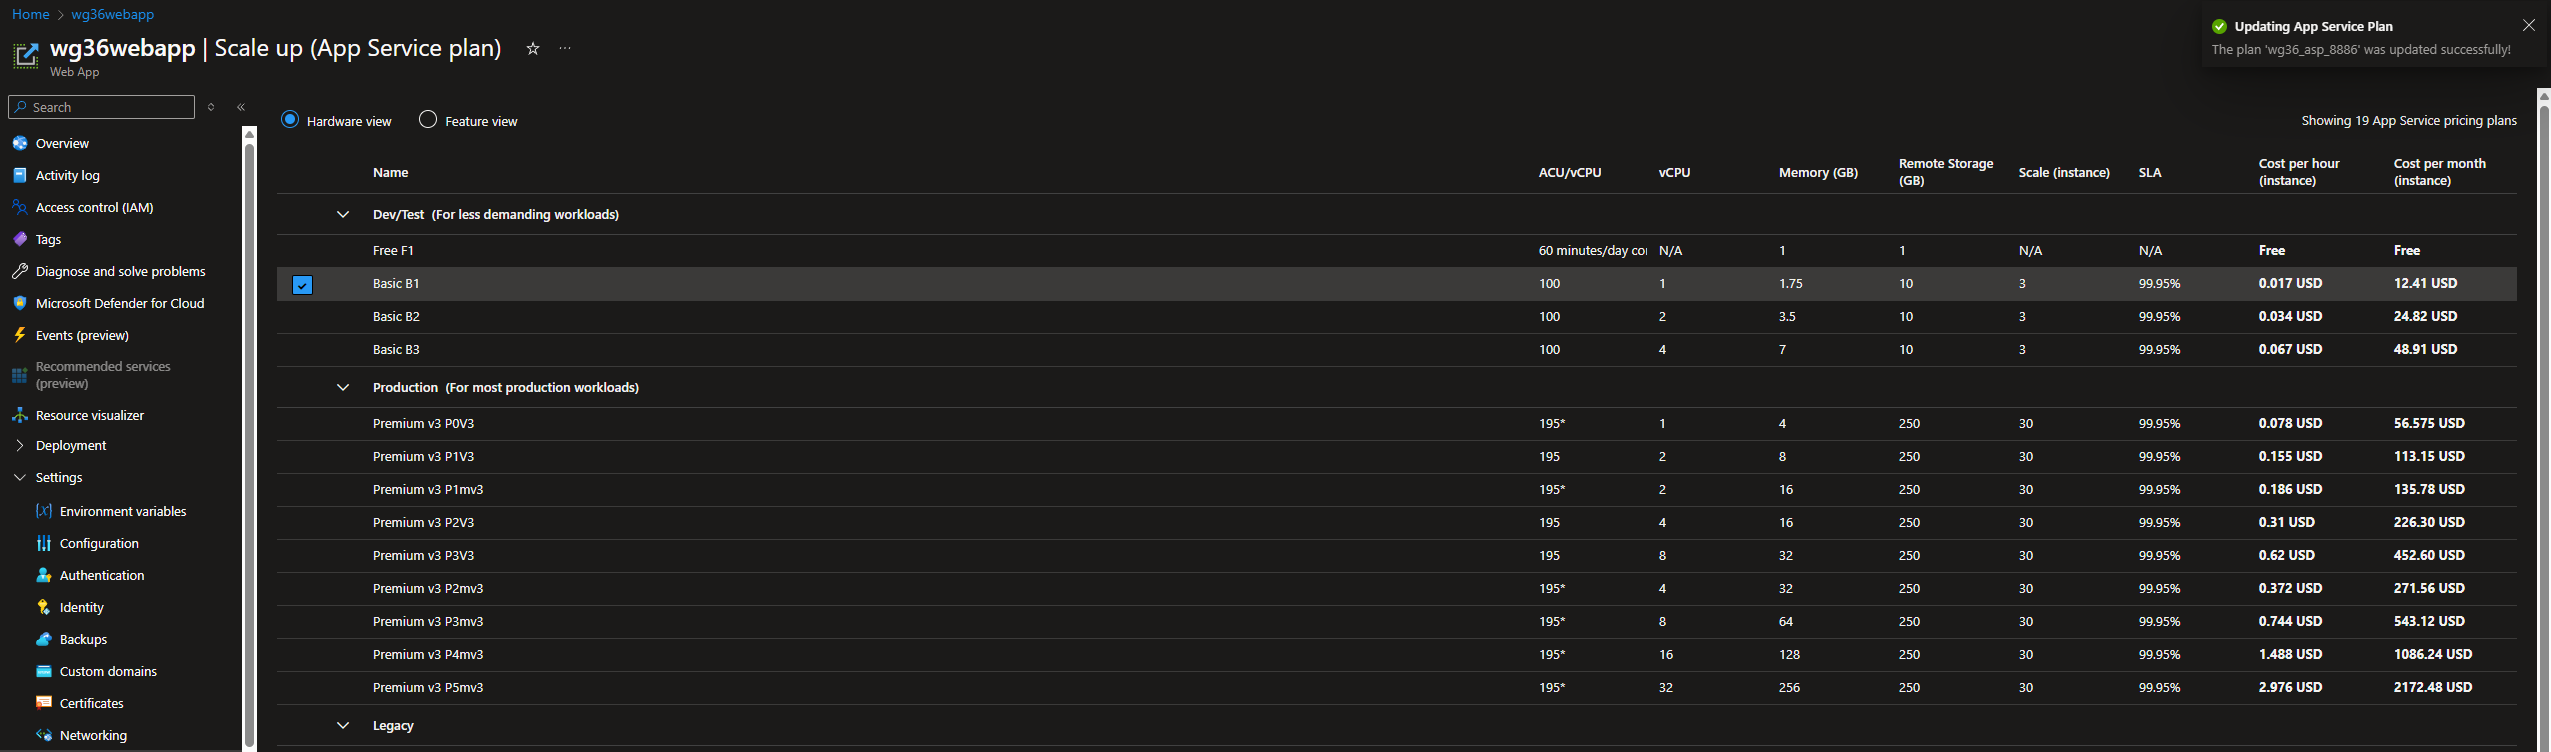 Home > wg36webapp
wg36webapp | Scale up (App Service plan)
Web App
Updating App Service Plan
The plan 'wg36_asp_8886' was updated successfully!
Search
Overview
Activity log
Access control (IAM)
Tags
Diagnose and solve problems
Microsoft Defender for Cloud
Events (preview)
Recommended services
(preview)
Resource visualizer
Deployment
Settings
Environment variables
Configuration
Authentication
Identity
Backups
Custom domains
Certificates
Networking
Hardware view Feature view
Showing 19 App Service pricing plans
Name ACU/vCPU vCPU Memory (GB) Remote Storage (GB) Scale (instance) SLA Cost per hour (instance) Cost per month (instance)
Dev/Test (For less demanding workloads)
Free F1 60 minutes/day co N/A 1 1 N/A N/A Free Free
Basic B1 100 1 1.75 10 3 99.95% 0.017 USD 12.41 USD
Basic B2 100 2 3.5 10 3 99.95% 0.034 USD 24.82 USD
Basic B3 100 4 7 10 3 99.95% 0.067 USD 48.91 USD
Production (For most production workloads)
Premium v3 P0V3 195* 1 4 250 30 99.95% 0.078 USD 56.575 USD
Premium v3 P1V3 195 2 8 250 30 99.95% 0.155 USD 113.15 USD
Premium v3 P1mv3 195* 2 16 250 30 99.95% 0.186 USD 135.78 USD
Premium v3 P2V3 195 4 16 250 30 99.95% 0.31 USD 226.30 USD
Premium v3 P3V3 195 8 32 250 30 99.95% 0.62 USD 452.60 USD
Premium v3 P2mv3 195* 4 32 250 30 99.95% 0.372 USD 271.56 USD
Premium v3 P3mv3 195* 8 64 250 30 99.95% 0.744 USD 543.12 USD
Premium v3 P4mv3 195* 16 128 250 30 99.95% 1.488 USD 1086.24 USD
Premium v3 P5mv3 195* 32 256 250 30 99.95% 2.976 USD 2172.48 USD
Legacy